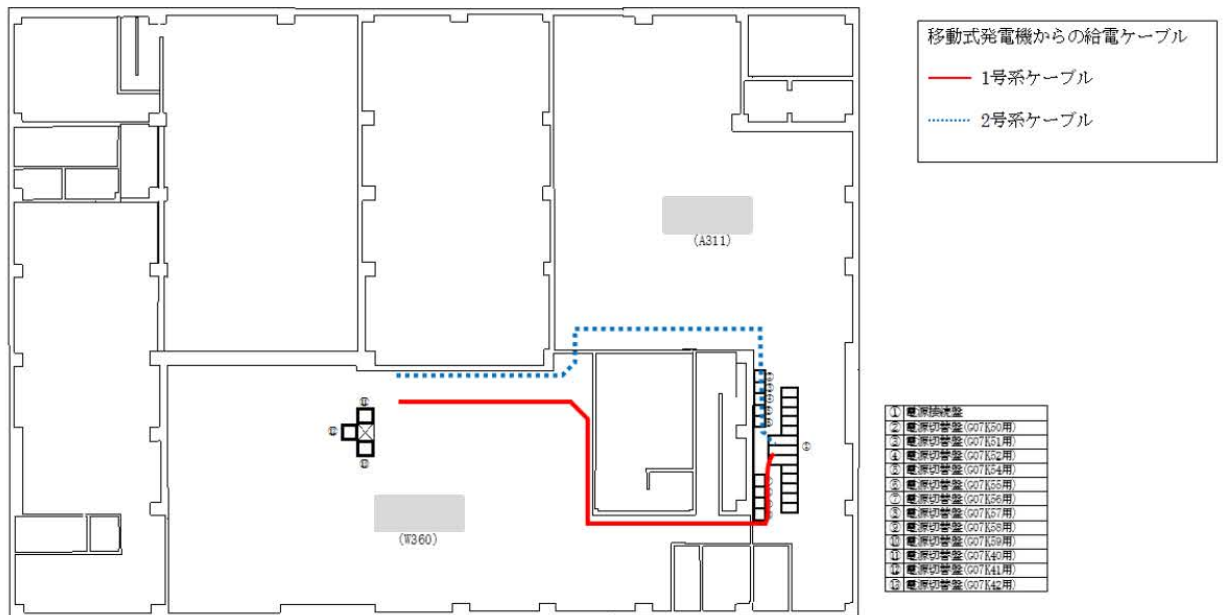 移動式発電機からの給電ケーブル
1号系ケーブル
2号系ケーブル
(A311)
(W360)
① 電源接続盤
② 電源切替盤(G07K50用)
③ 電源切替盤(G07K51用)
④ 電源切替盤(G07K52用)
⑤ 電源切替盤(G07K54用)
⑥ 電源切替盤(G07K55用)
⑦ 電源切替盤(G07K56用)
⑧ 電源切替盤(G07K57用)
⑨ 電源切替盤(G07K58用)
⑩ 電源切替盤(G07K59用)
⑪ 電源切替盤(G07K40用)
⑫ 電源切替盤(G07K41用)
⑬ 電源切替盤(G07K42用)